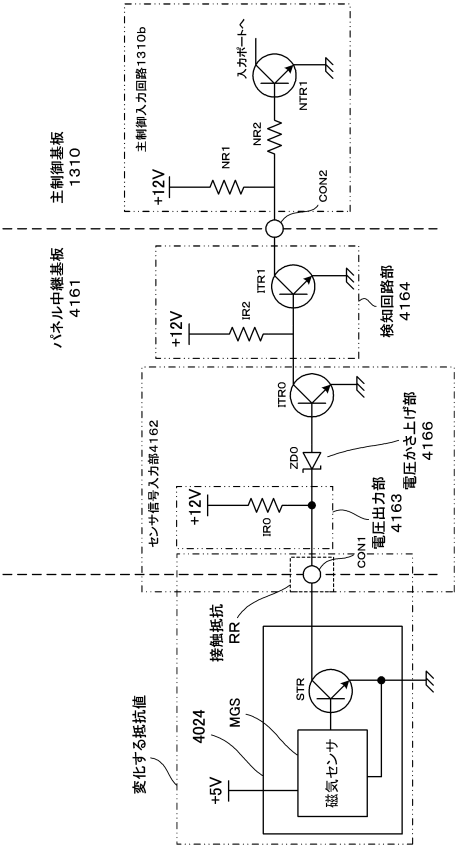 主制御基板
1310
主制御入力回路1310b
入力ポートへ
NTR1
NR2
NR1
+12V
CON2
パネル中継基板
4161
ITR1
IR2
+12V
検知回路部
4164
センサ信号入力部4162
ITR0
ZD0
電圧かさ上げ部
4166
+12V
IR0
電圧出力部
4163
CON1
接触抵抗
RR
変化する抵抗値
4024
MGS
STR
+5V
磁気センサ